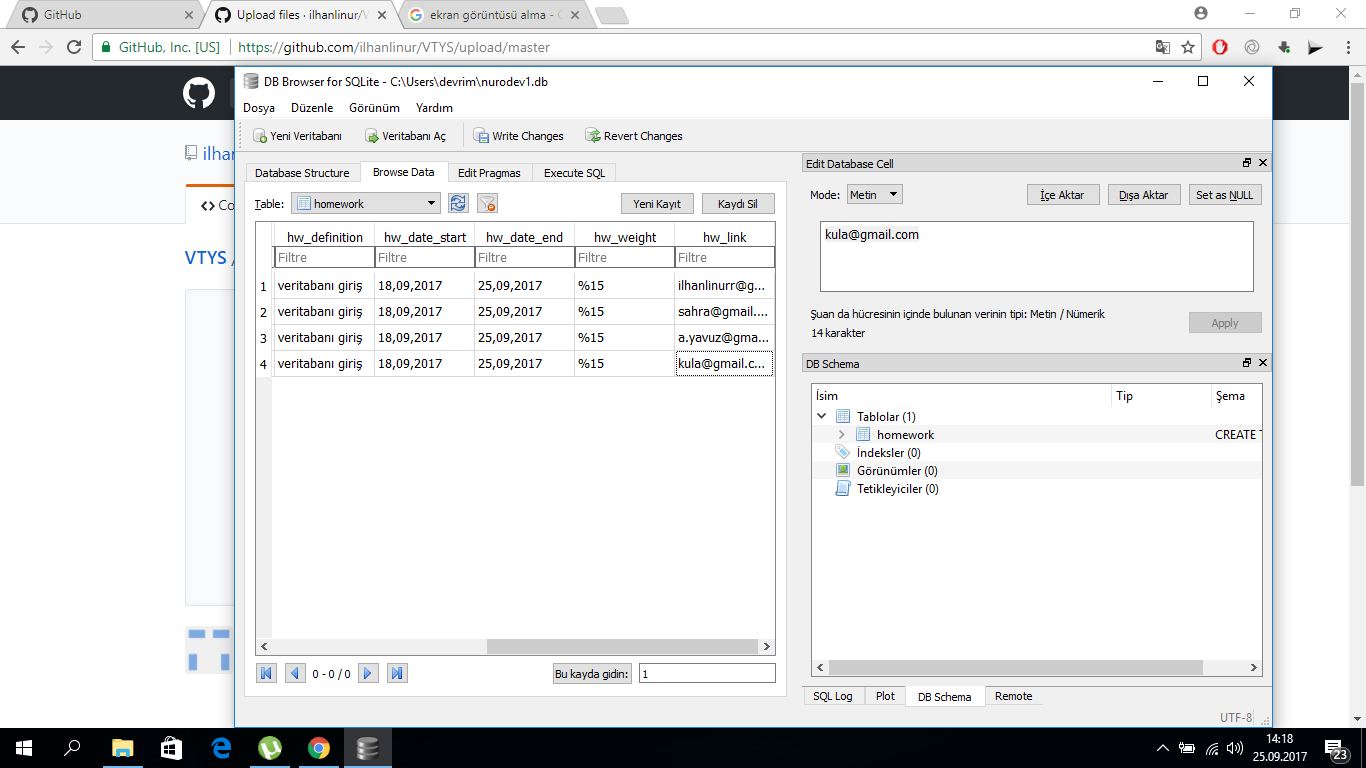 GitHub
Upload files · ilhanlinur/V
ekran görüntüsü alma - G
GitHub, Inc. [US] https://github.com/ilhanlinur/VTYS/upload/master
DB Browser for SQLite - C:\Users\devrim\nurodev1.db
Dosya Düzenle Görünüm Yardım
Yeni Veritabanı Veritabanı Aç Write Changes Revert Changes
ilhan
<> Co
VTYS /
Database Structure Browse Data Edit Pragmas Execute SQL
Table: homework Yeni Kayıt Kaydı Sil
hw_definition hw_date_start hw_date_end hw_weight hw_link
Filtre Filtre Filtre Filtre Filtre
1 veritabanı giriş 18,09,2017 25,09,2017 %15 ilhanlinurr@g...
2 veritabanı giriş 18,09,2017 25,09,2017 %15 sahra@gmail....
3 veritabanı giriş 18,09,2017 25,09,2017 %15 a.yavuz@gma...
4 veritabanı giriş 18,09,2017 25,09,2017 %15 kula@gmail.c...
0 - 0 / 0 Bu kayda gidin: 1
Edit Database Cell
Mode: Metin İçe Aktar Dışa Aktar Set as NULL
kula@gmail.com
Şuan da hücresinin içinde bulunan verinin tipi: Metin / Nümerik
14 karakter
Apply
DB Schema
İsim Tip Şema
Tablolar (1)
homework CREATE T
İndeksler (0)
Görünümler (0)
Tetikleyiciler (0)
SQL Log Plot DB Schema Remote
UTF-8
14:18
25.09.2017
23